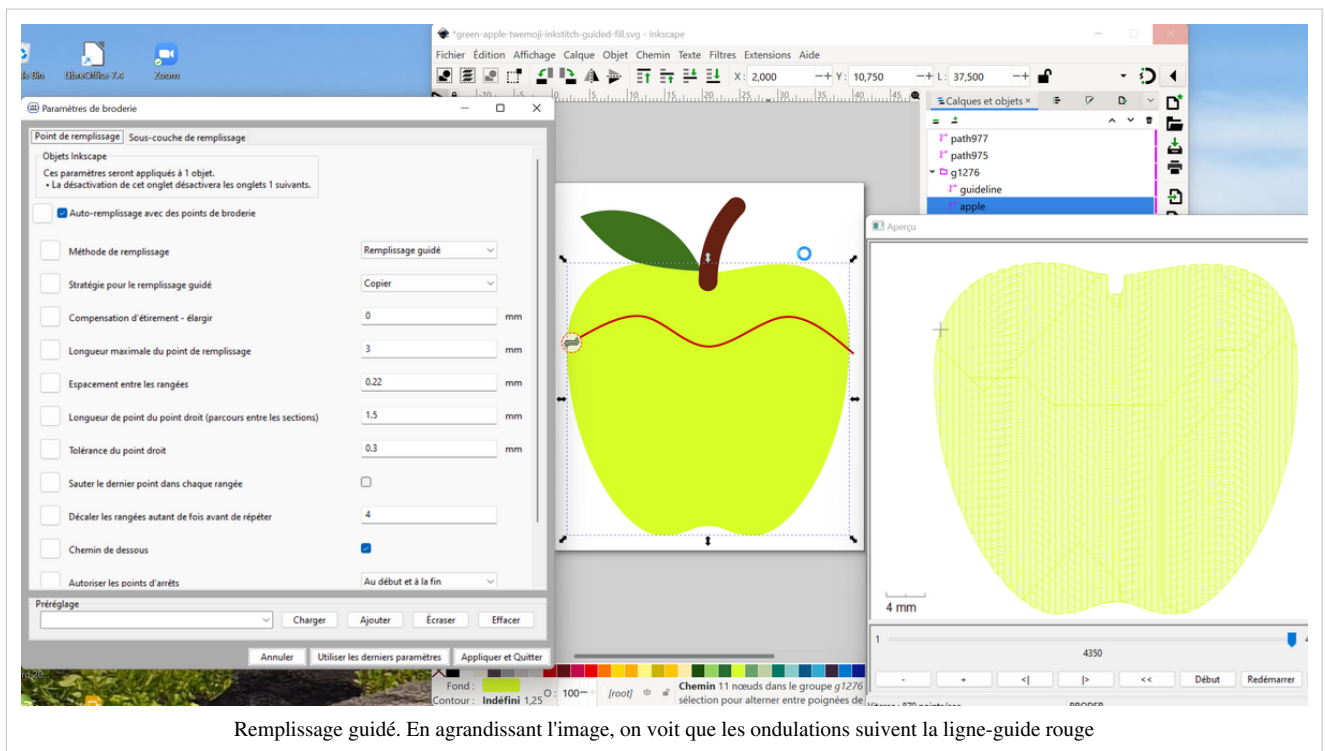 *green-apple-twemoji-inkstitch-guided-fill.svg - Inkscape
Fichier Édition Affichage Calque Objet Chemin Texte Filtres Extensions Aide
X: 2,000 Y: 10,750 L: 37,500
LibreOffice 7.4 Zoom
Paramètres de broderie
Point de remplissage Sous-couche de remplissage
Objets Inkscape
Ces paramètres seront appliqués à 1 objet.
• La désactivation de cet onglet désactivera les onglets 1 suivants.
Auto-remplissage avec des points de broderie
Méthode de remplissage Remplissage guidé
Stratégie pour le remplissage guidé Copier
Compensation d'étirement - élargir 0 mm
Longueur maximale du point de remplissage 3 mm
Espacement entre les rangées 0.22 mm
Longueur de point du point droit (parcours entre les sections) 1.5 mm
Tolérance du point droit 0.3 mm
Sauter le dernier point dans chaque rangée
Décaler les rangées autant de fois avant de répéter 4
Chemin de dessous
Autoriser les points d'arrêts Au début et à la fin
Préréglage
Charger Ajouter Écraser Effacer
Annuler Utiliser les derniers paramètres Appliquer et Quitter
Calques et objets
path977
path975
g1276
guideline
apple
Aperçu
4 mm
1
4350
- + <| |> << Début Redémarrer
Fond :
Contour : Indéfini 1,25 O: 100 [root]
Chemin 11 nœuds dans le groupe g1276
sélection pour alterner entre poignées de
Remplissage guidé. En agrandissant l'image, on voit que les ondulations suivent la ligne-guide rouge